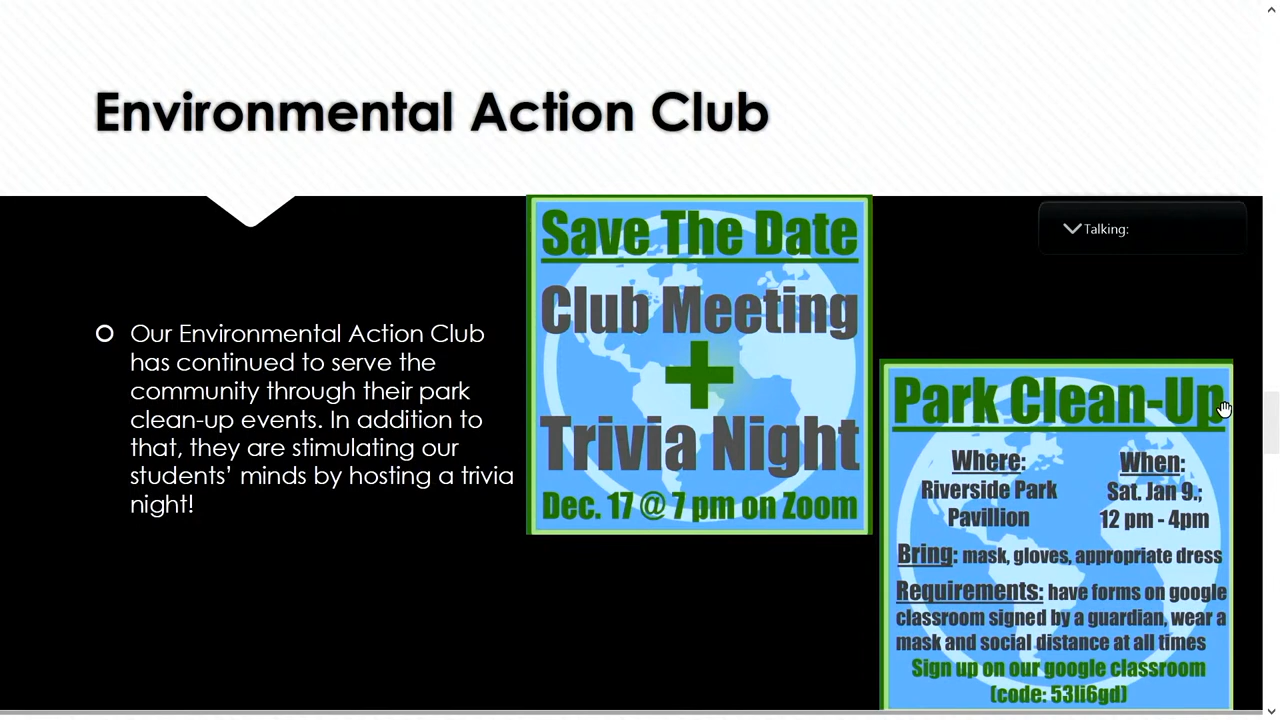 Environmental Action Club
Talking:
Our Environmental Action Club
has continued to serve the
community through their park
clean-up events. In addition to
that, they are stimulating our
students’ minds by hosting a trivia
night!
Save The Date
Club Meeting
+
Trivia Night
Dec. 17 @ 7 pm on Zoom
Park Clean-Up
Where:
Riverside Park
Pavillion
When:
Sat. Jan 9.;
12 pm - 4pm
Bring: mask, gloves, appropriate dress
Requirements: have forms on google
classroom signed by a guardian, wear a
mask and social distance at all times
Sign up on our google classroom
(code: 53li6gd)